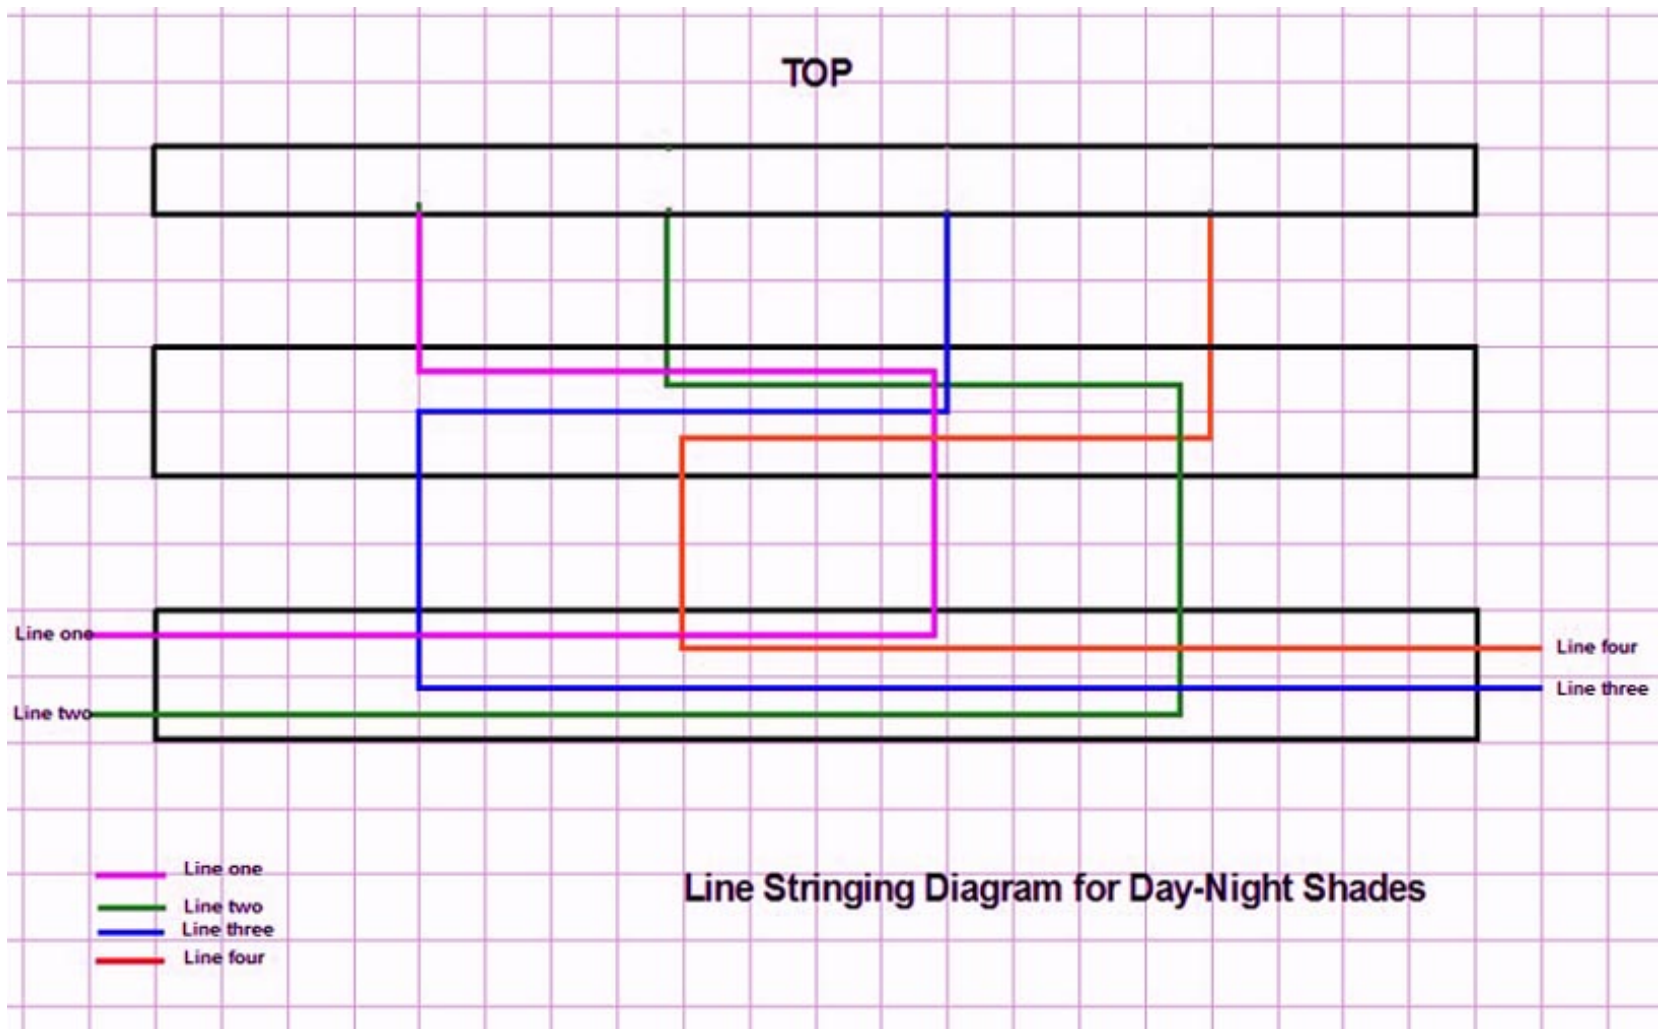 TOP
Line one
Line four
Line three
Line two
Line one
Line two
Line three
Line four
Line Stringing Diagram for Day-Night Shades